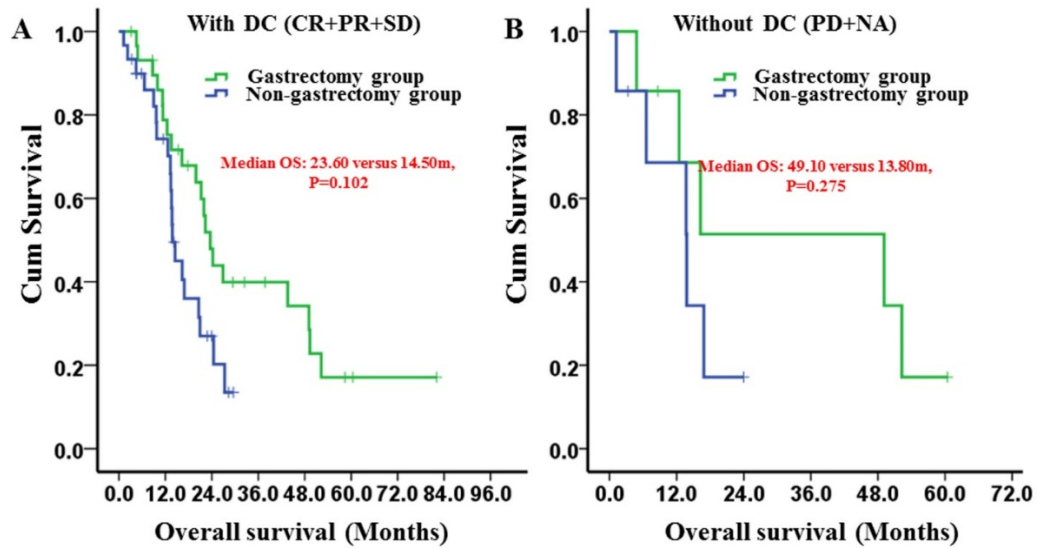 A
With DC (CR+PR+SD)
Gastrectomy group
Non-gastrectomy group
Median OS: 23.60 versus 14.50m,
P=0.102
Cum Survival
1.0
0.8
0.6
0.4
0.2
0.0
0.0 12.0 24.0 36.0 48.0 60.0 72.0 84.0 96.0
Overall survival (Months)
B
Without DC (PD+NA)
Gastrectomy group
Non-gastrectomy group
Median OS: 49.10 versus 13.80m,
P=0.275
Cum Survival
1.0
0.8
0.6
0.4
0.2
0.0
0.0 12.0 24.0 36.0 48.0 60.0 72.0
Overall survival (Months)